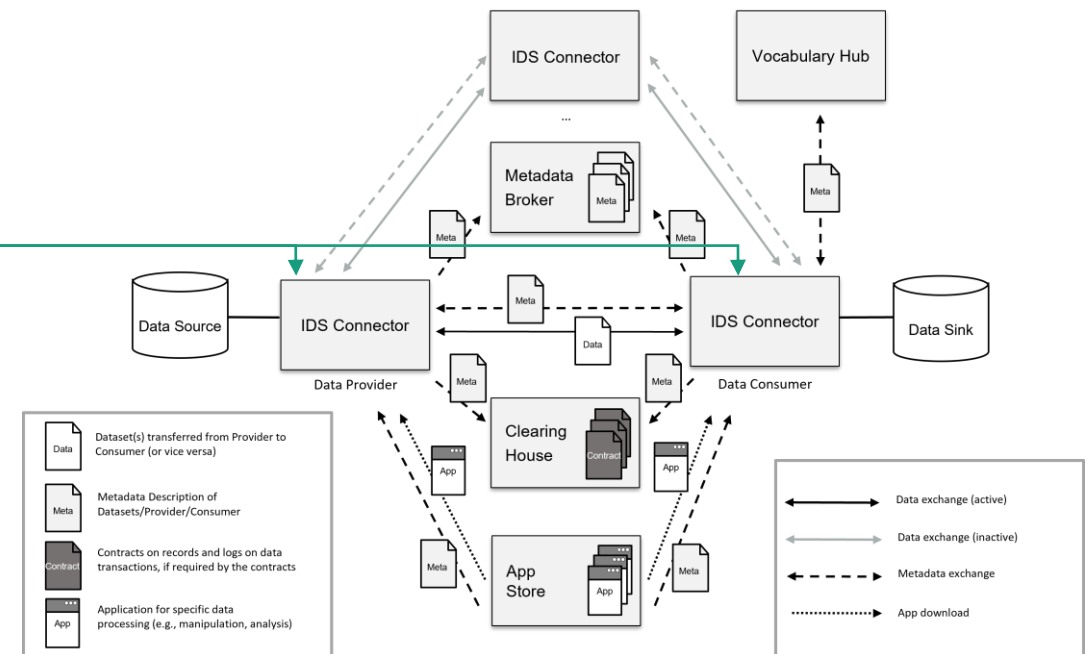 IDS Connector
Vocabulary Hub
...
Metadata
Broker
Meta
Meta
Meta
Meta
Data Source
IDS Connector
Meta
Data
IDS Connector
Data Sink
Data Provider
Data Consumer
Meta
Meta
Clearing
House
Contract
App
App
Meta
Meta
App
Store
App
Data
Dataset(s) transferred from Provider to
Consumer (or vice versa)
Meta
Metadata Description of
Datasets/Provider/Consumer
Contract
Contracts on records and logs on data
transactions, if required by the contracts
App
Application for specific data
processing (e.g., manipulation, analysis)
Data exchange (active)
Data exchange (inactive)
Metadata exchange
App download